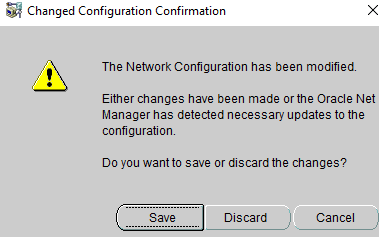 Changed Configuration Confirmation
The Network Configuration has been modified.
Either changes have been made or the Oracle Net
Manager has detected necessary updates to the
configuration.
Do you want to save or discard the changes?
Save Discard Cancel